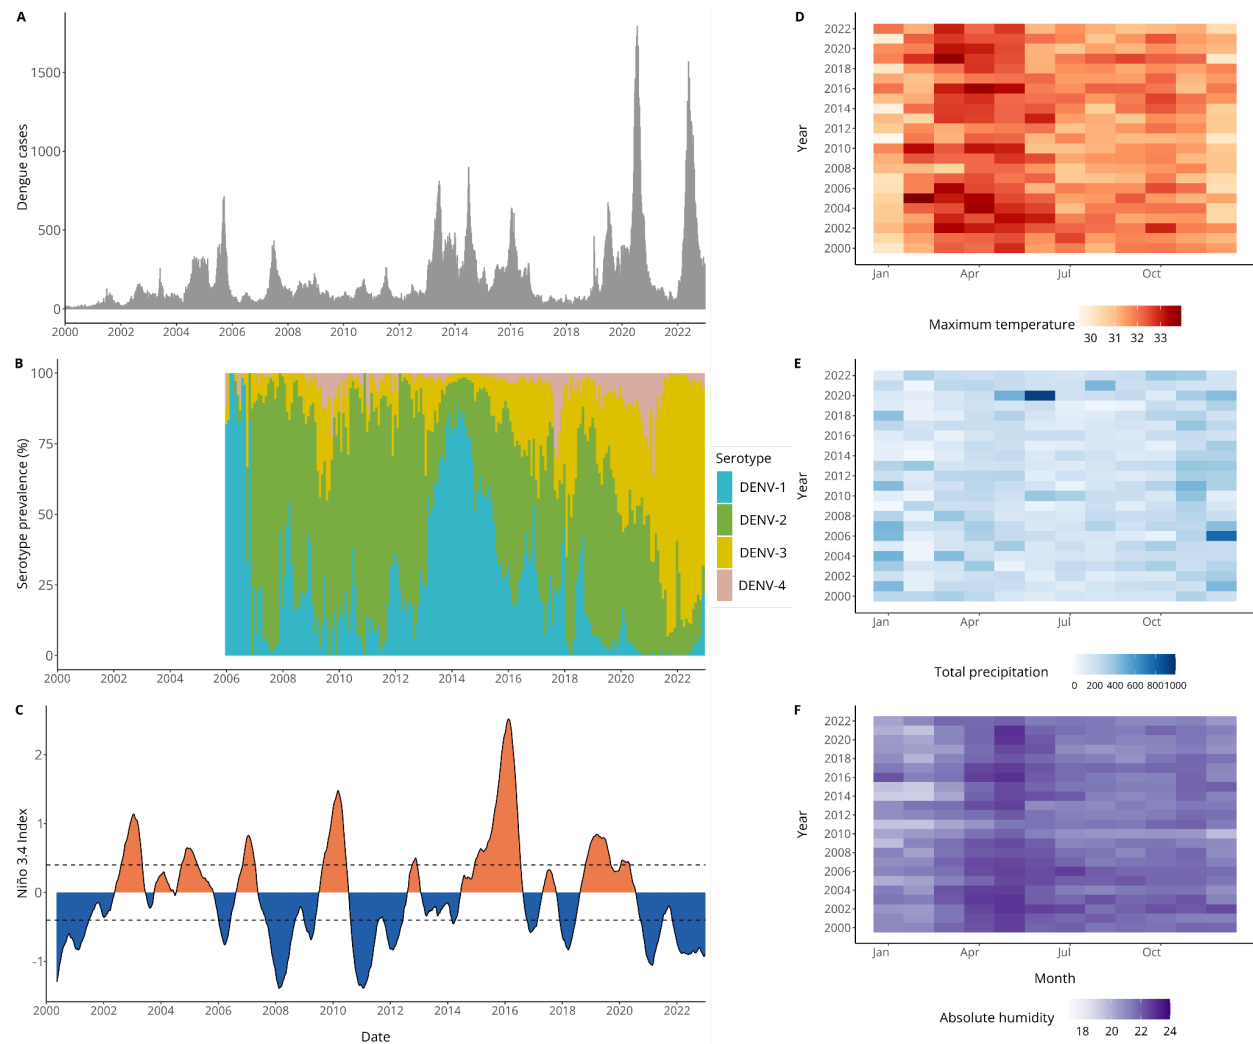 A
Dengue cases
1500
1000
500
0
2000 2002 2004 2006 2008 2010 2012 2014 2016 2018 2020 2022
B
Serotype prevalence (%)
100
75
50
25
0
2000 2002 2004 2006 2008 2010 2012 2014 2016 2018 2020 2022
Serotype
DENV-1
DENV-2
DENV-3
DENV-4
C
Niño 3.4 Index
2
1
0
-1
2000 2002 2004 2006 2008 2010 2012 2014 2016 2018 2020 2022
Date
D
Year
2022
2020
2018
2016
2014
2012
2010
2008
2006
2004
2002
2000
Jan Apr Jul Oct
Maximum temperature
30 31 32 33
E
Year
2022
2020
2018
2016
2014
2012
2010
2008
2006
2004
2002
2000
Jan Apr Jul Oct
Total precipitation
0 200 400 600 800 1000
F
Year
2022
2020
2018
2016
2014
2012
2010
2008
2006
2004
2002
2000
Jan Apr Jul Oct
Month
Absolute humidity
18 20 22 24